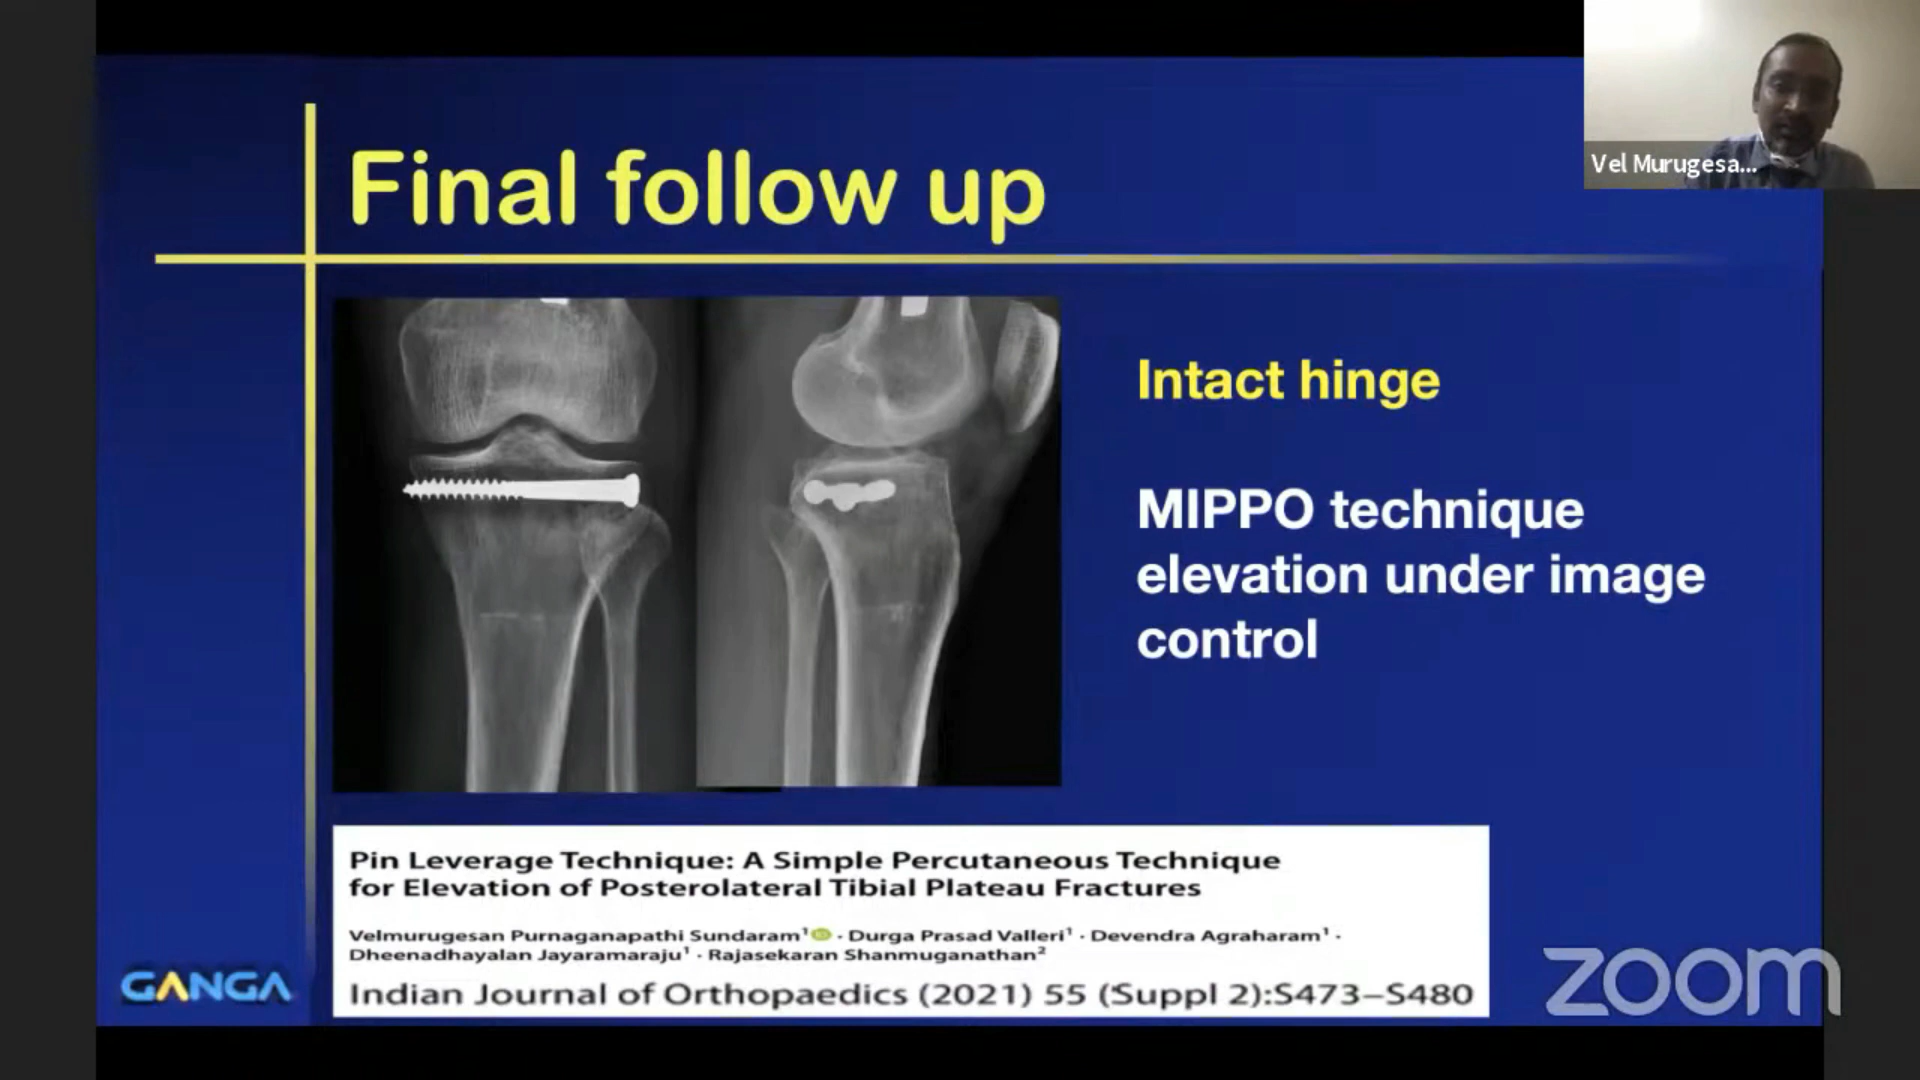 Vel Murugesa...
Final follow up
Intact hinge
MIPPO technique
elevation under image
control
Pin Leverage Technique: A Simple Percutaneous Technique
for Elevation of Posterolateral Tibial Plateau Fractures
Velmurugesan Purnaganapathi Sundaram¹ · Durga Prasad Valleri¹ · Devendra Agraharam¹ ·
Dheenadhayalan Jayaramaraju¹ · Rajasekaran Shanmuganathan²
Indian Journal of Orthopaedics (2021) 55 (Suppl 2):S473–S480
GANGA
zoom